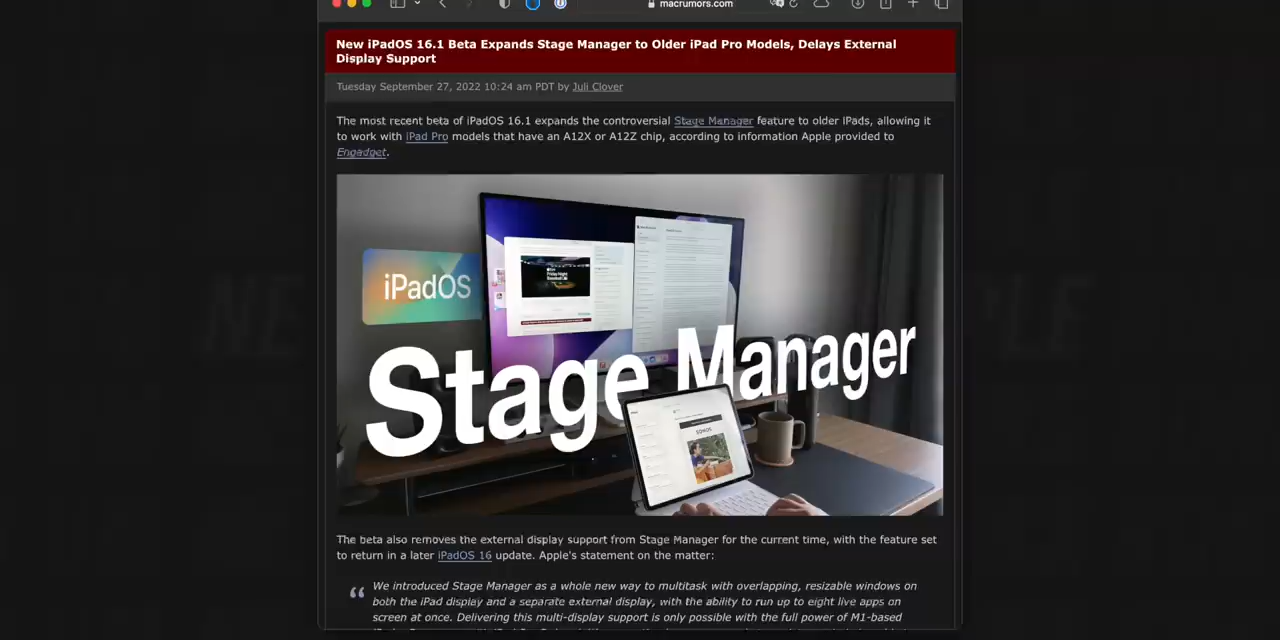 macrumors.com
New iPadOS 16.1 Beta Expands Stage Manager to Older iPad Pro Models, Delays External
Display Support
Tuesday September 27, 2022 10:24 am PDT by Juli Clover
The most recent beta of iPadOS 16.1 expands the controversial Stage Manager feature to older iPads, allowing it
to work with iPad Pro models that have an A12X or A12Z chip, according to information Apple provided to
Engadget.
iPadOS
Stage Manager
SONOS
The beta also removes the external display support from Stage Manager for the current time, with the feature set
to return in a later iPadOS 16 update. Apple's statement on the matter:
“ We introduced Stage Manager as a whole new way to multitask with overlapping, resizable windows on
both the iPad display and a separate external display, with the ability to run up to eight live apps on
screen at once. Delivering this multi-display support is only possible with the full power of M1-based